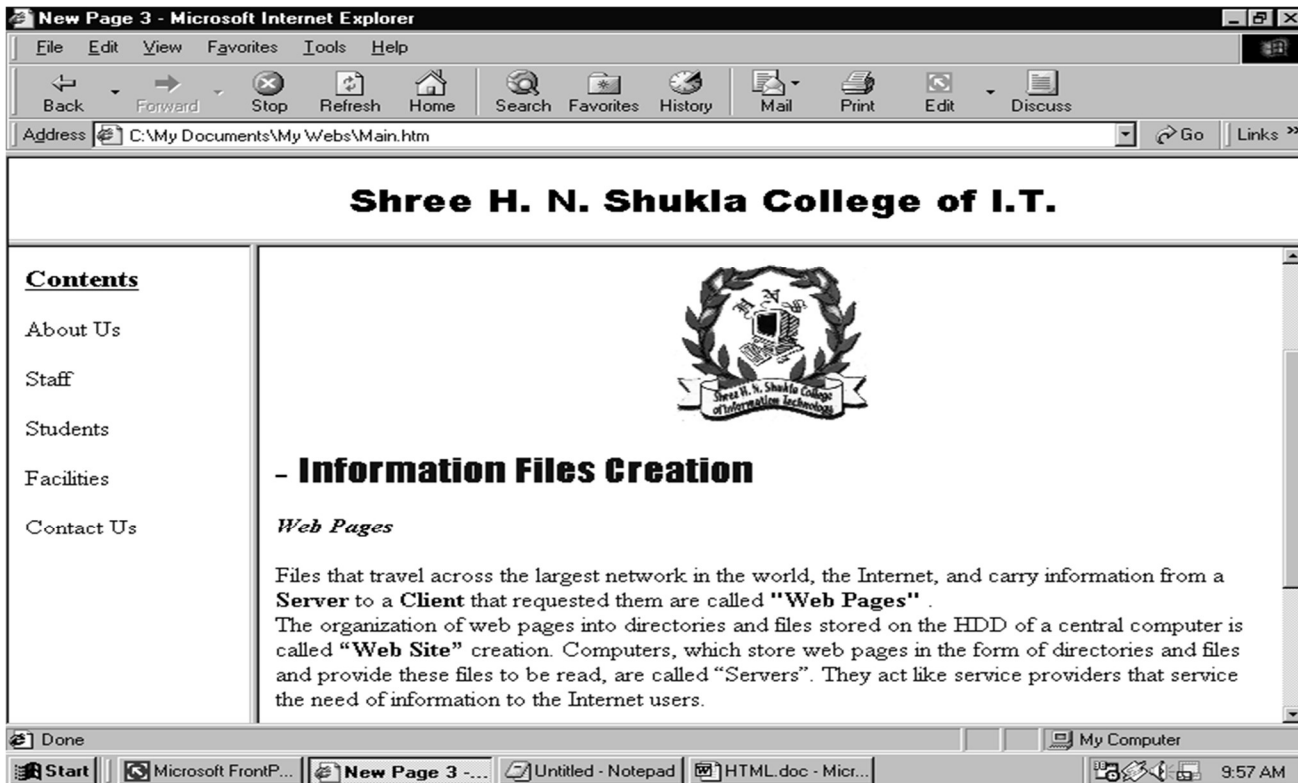 New Page 3 - Microsoft Internet Explorer
File Edit View Favorites Tools Help
Back Forward Stop Refresh Home Search Favorites History Mail Print Edit Discuss
Address C:\My Documents\My Webs\Main.htm Go Links »
Shree H. N. Shukla College of I.T.
Contents
About Us
Staff
Students
Facilities
Contact Us
H N S
Shree H. N. Shukla College
of Information Technology
- Information Files Creation
Web Pages
Files that travel across the largest network in the world, the Internet, and carry information from a
Server to a Client that requested them are called "Web Pages" .
The organization of web pages into directories and files stored on the HDD of a central computer is
called “Web Site” creation. Computers, which store web pages in the form of directories and files
and provide these files to be read, are called “Servers”. They act like service providers that service
the need of information to the Internet users.
Done My Computer
Start Microsoft FrontP... New Page 3 -... Untitled - Notepad HTML.doc - Micr... 9:57 AM